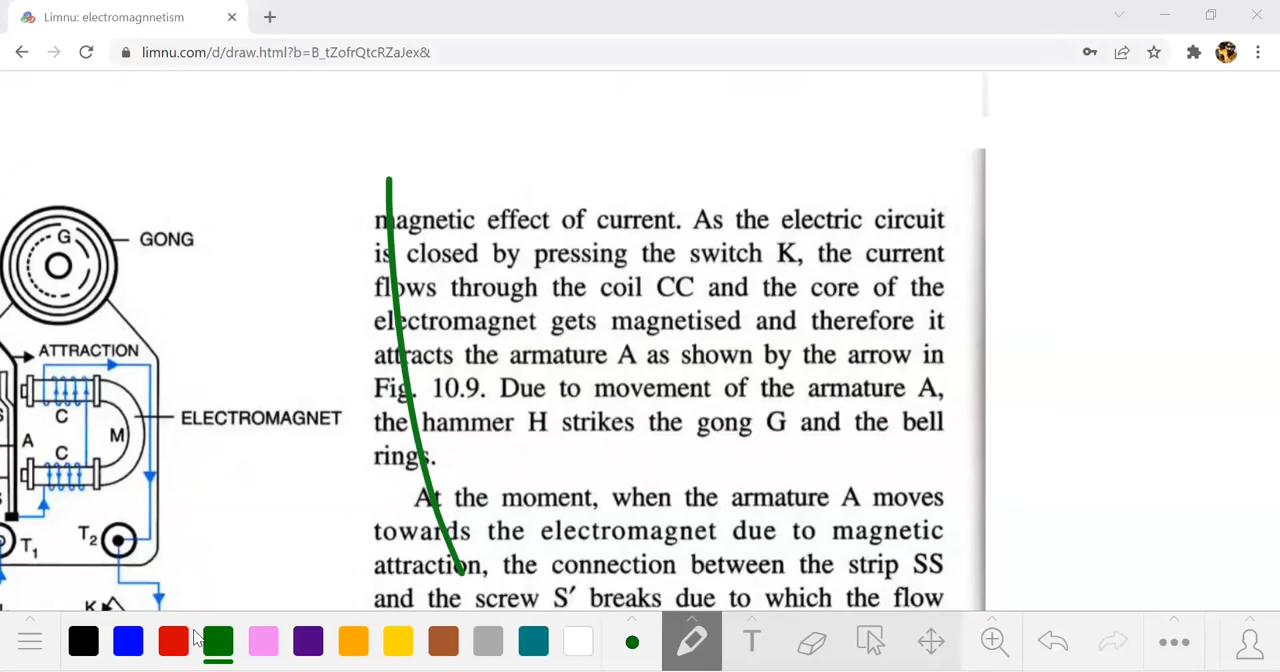 Limnu: electromagnnetism
limnu.com/d/draw.html?b=B_tZofrQtcRZaJex&
G
GONG
ATTRACTION
C
ELECTROMAGNET
M
A
C
T2
T1
K
magnetic effect of current. As the electric circuit
is closed by pressing the switch K, the current
flows through the coil CC and the core of the
electromagnet gets magnetised and therefore it
attracts the armature A as shown by the arrow in
Fig. 10.9. Due to movement of the armature A,
the hammer H strikes the gong G and the bell
rings.
At the moment, when the armature A moves
towards the electromagnet due to magnetic
attraction, the connection between the strip SS
and the screw S′ breaks due to which the flow
T